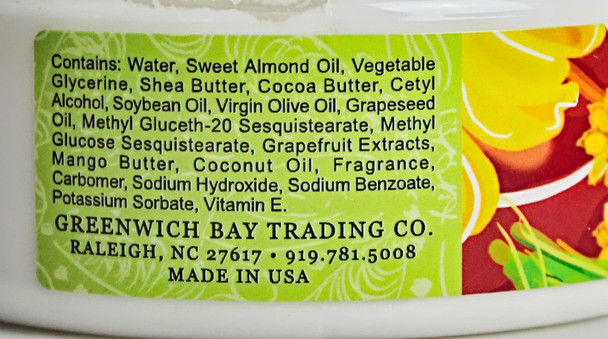 Contains: Water, Sweet Almond Oil, Vegetable
Glycerine, Shea Butter, Cocoa Butter, Cetyl
Alcohol, Soybean Oil, Virgin Olive Oil, Grapeseed
Oil, Methyl Gluceth-20 Sesquistearate, Methyl
Glucose Sesquistearate, Grapefruit Extracts,
Mango Butter, Coconut Oil, Fragrance,
Carbomer, Sodium Hydroxide, Sodium Benzoate,
Potassium Sorbate, Vitamin E.
GREENWICH BAY TRADING CO.
RALEIGH, NC 27617 • 919.781.5008
MADE IN USA